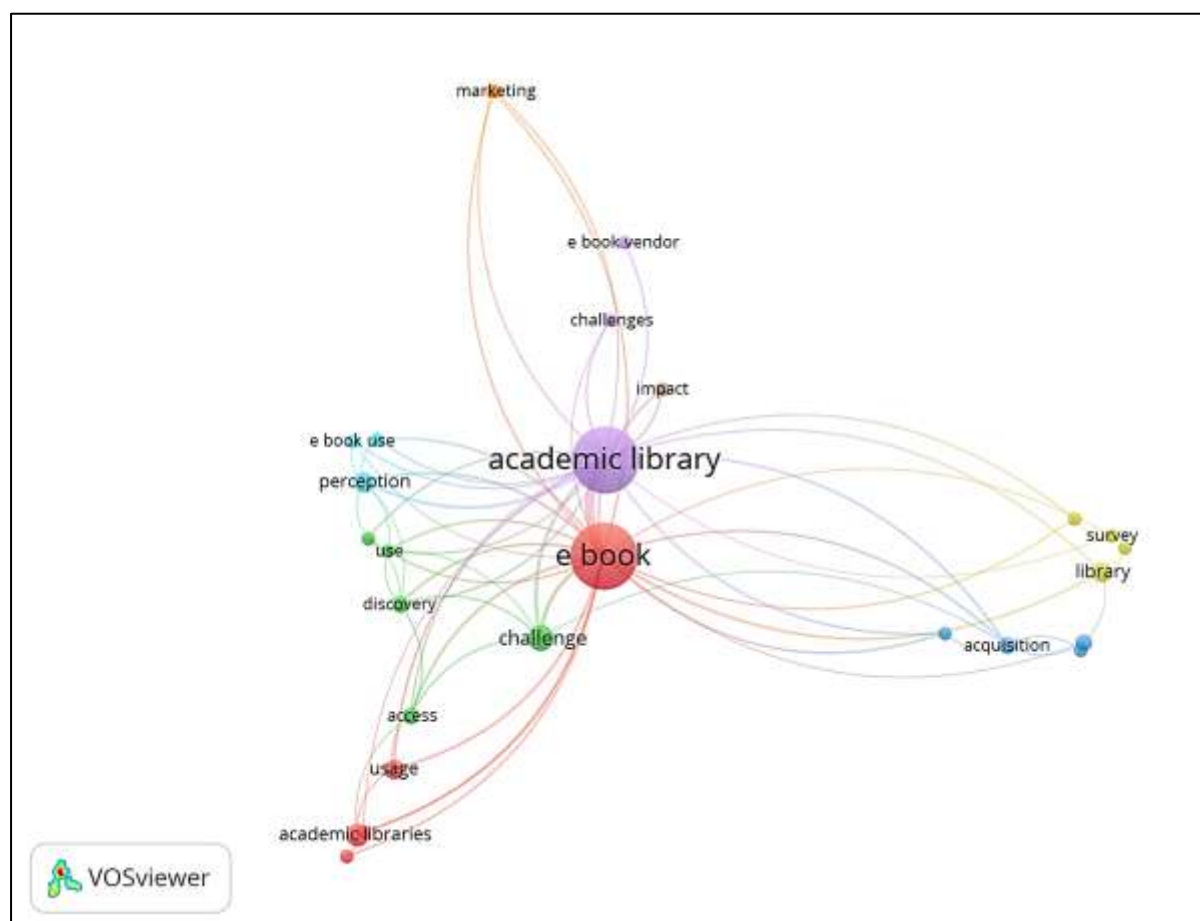 marketing
e book vendor
challenges
impact
e book use
academic library
perception
survey
use
e book
library
discovery
challenge
acquisition
access
usage
academic libraries
VOSviewer